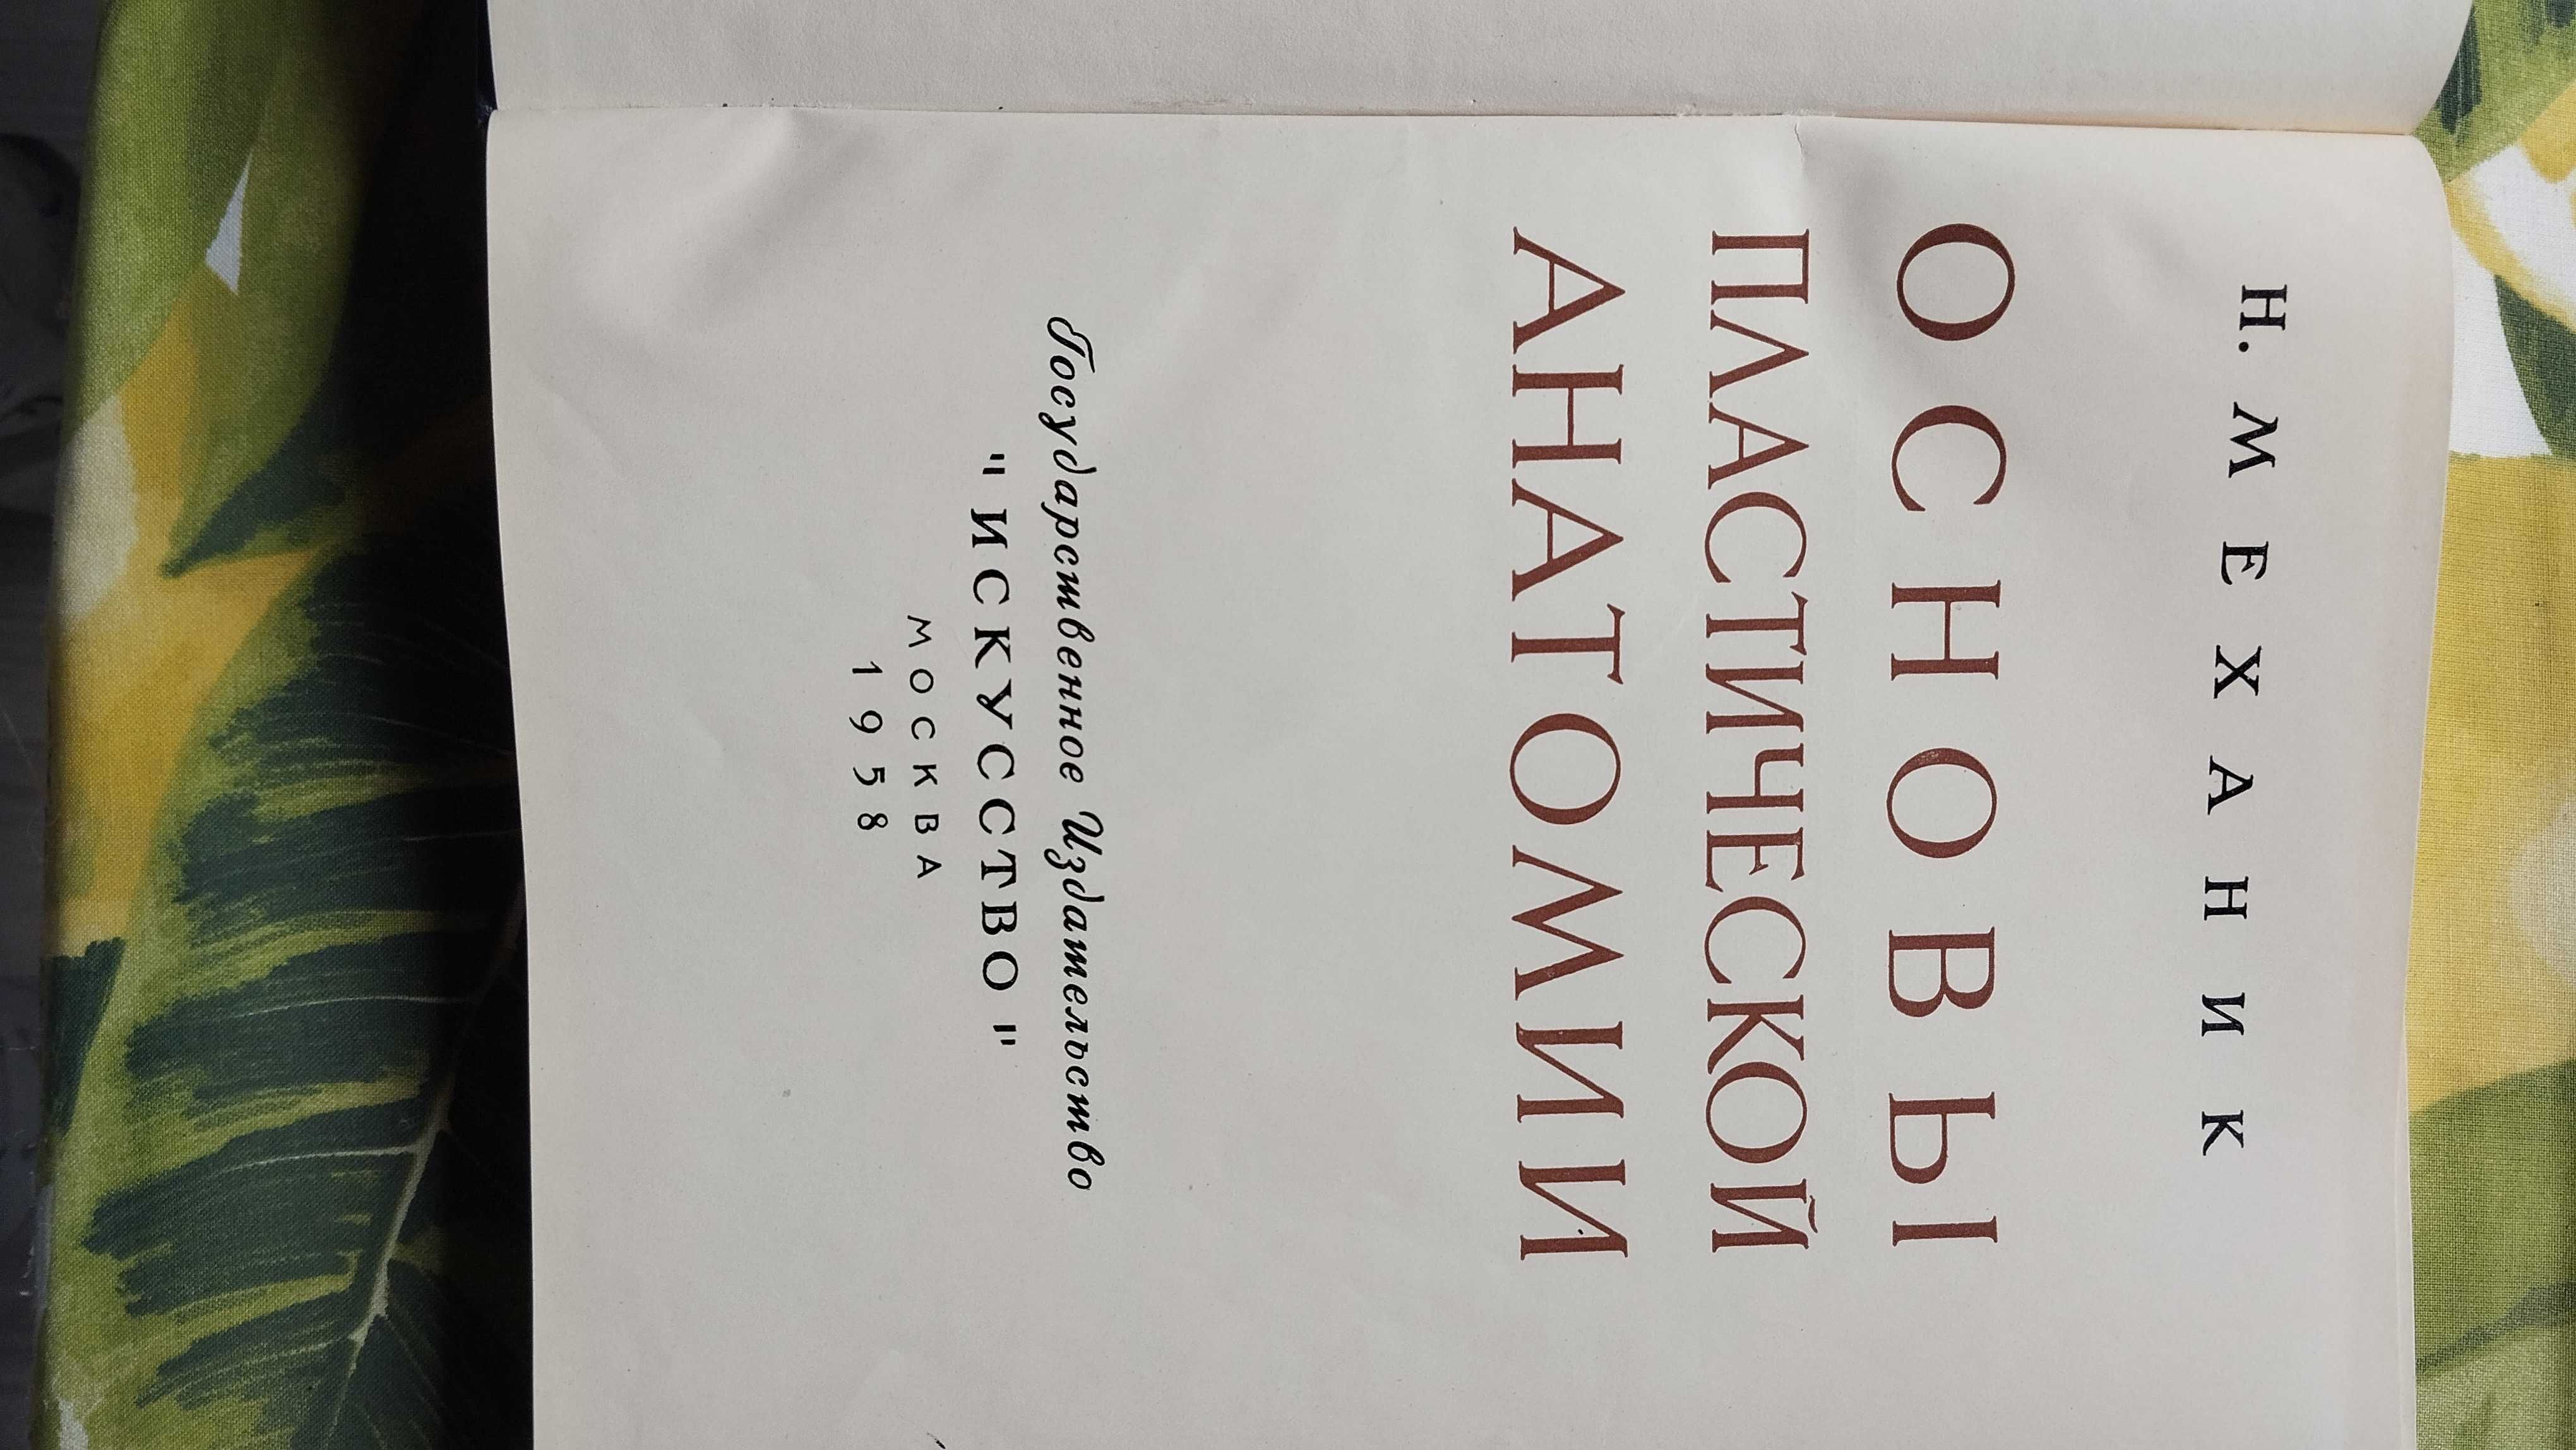 Н. МЕХАНИК
ОСНОВЫ
ПЛАСТИЧЕСКОЙ
АНАТОМИИ
Государственное Издательство
"ИСКУССТВО"
МОСКВА
1958